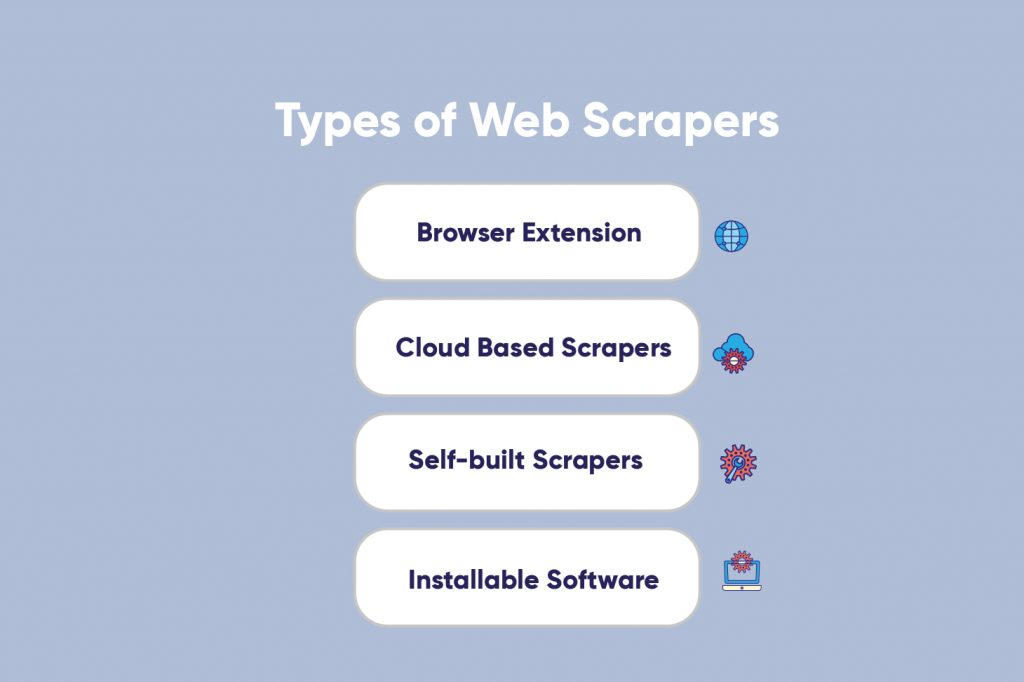 Types of Web Scrapers
Browser Extension
Cloud Based Scrapers
Self-built Scrapers
Installable Software